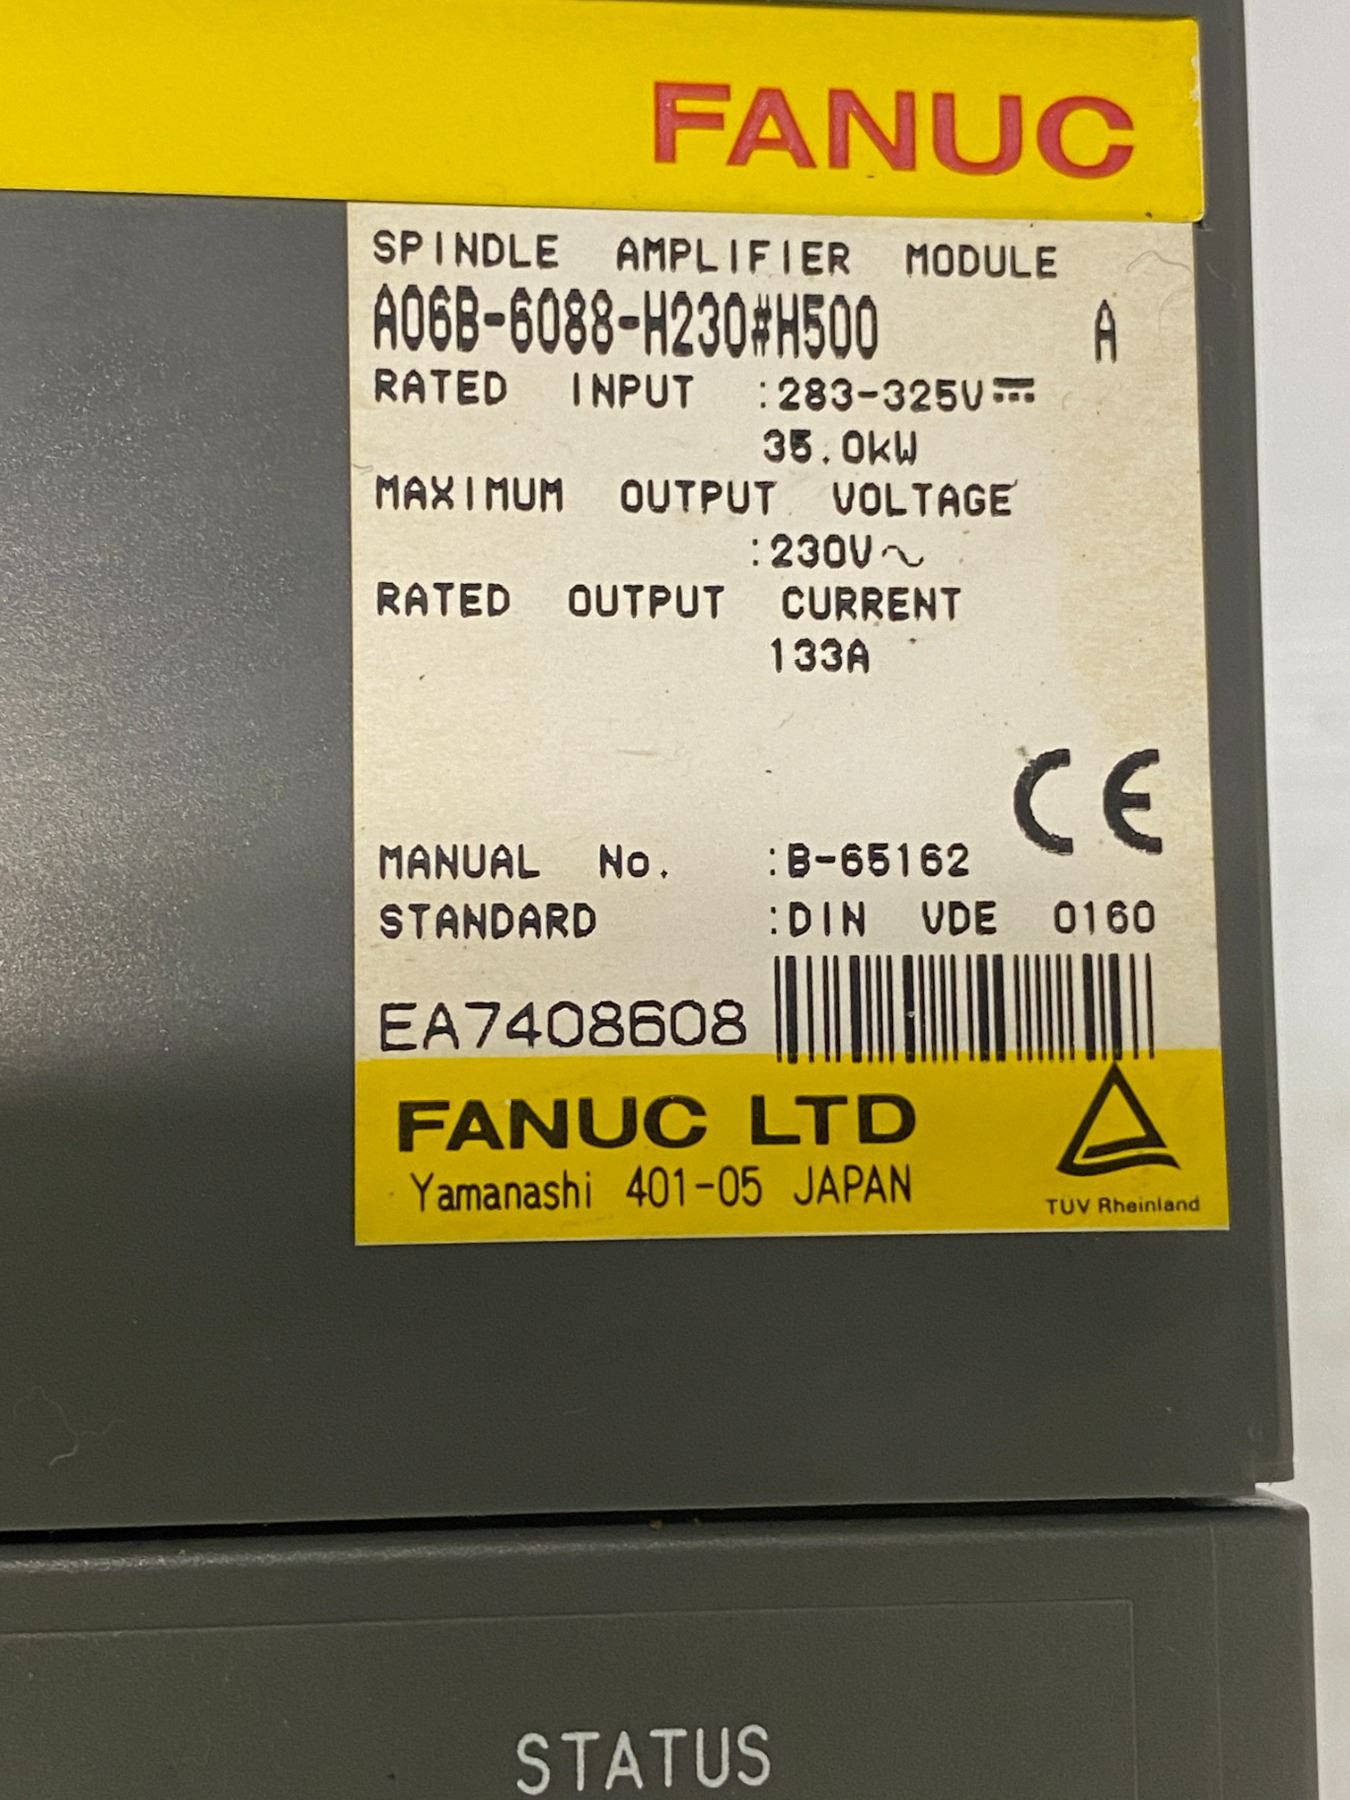 FANUC
SPINDLE AMPLIFIER MODULE
A06B-6088-H230#H500 A
RATED INPUT :283-325V⎓
35.0kW
MAXIMUM OUTPUT VOLTAGE
:230V~
RATED OUTPUT CURRENT
133A
CE
MANUAL No. :B-65162
STANDARD :DIN VDE 0160
EA7408608
FANUC LTD
Yamanashi 401-05 JAPAN
TÜV Rheinland
STATUS